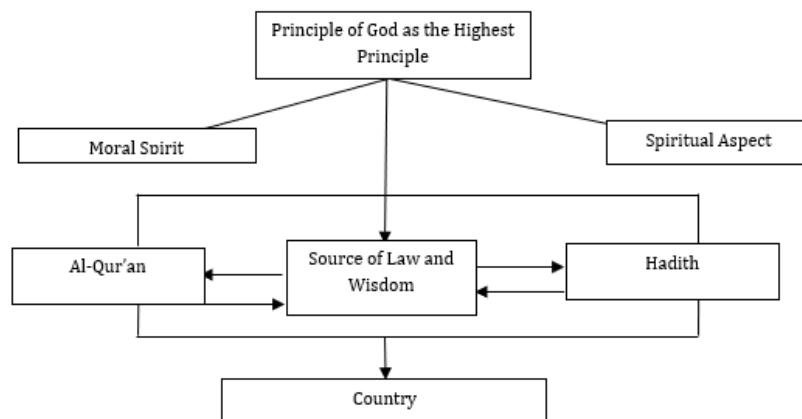 Principle of God as the Highest
Principle
Moral Spirit
Spiritual Aspect
Al-Qur’an
Source of Law and
Wisdom
Hadith
Country